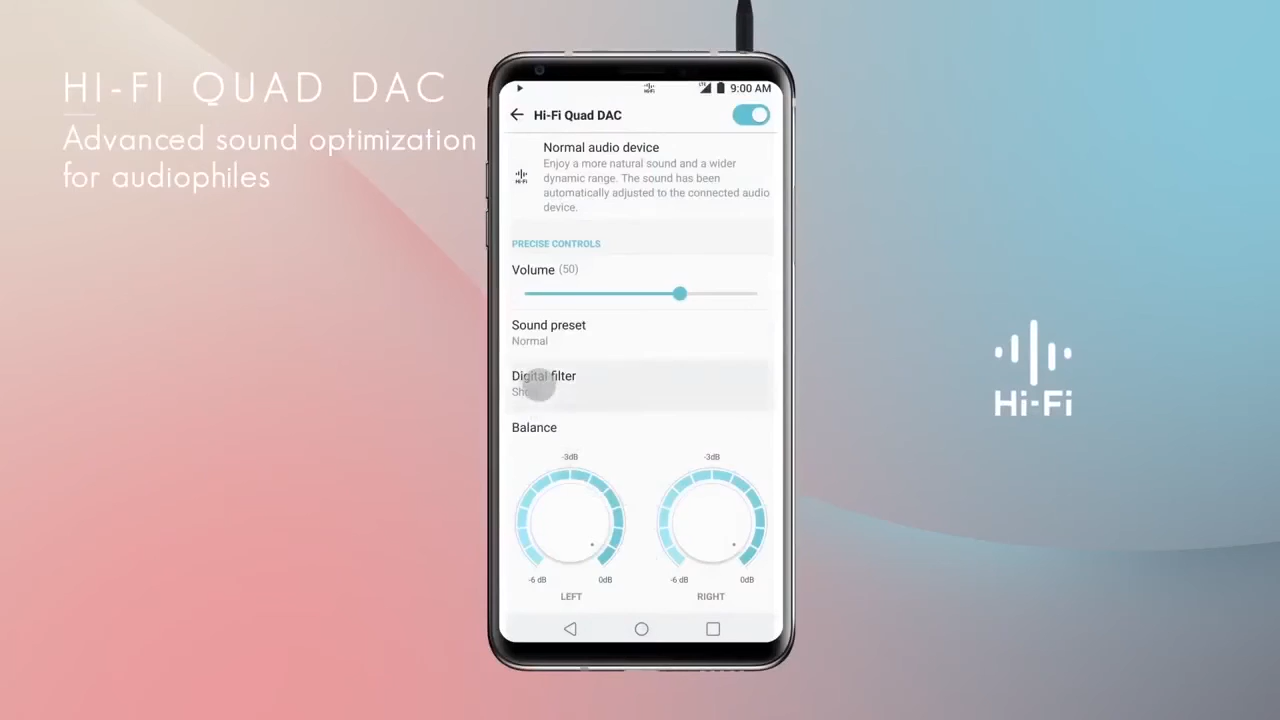 HI-FI QUAD DAC
Advanced sound optimization
for audiophiles
9:00 AM
Hi-Fi Quad DAC
Normal audio device
Enjoy a more natural sound and a wider
dynamic range. The sound has been
automatically adjusted to the connected audio
device.
Hi-Fi
PRECISE CONTROLS
Volume (50)
Sound preset
Normal
Digital filter
Balance
-3dB
-3dB
-6 dB
0dB
-6 dB
0dB
LEFT
RIGHT
Hi-Fi